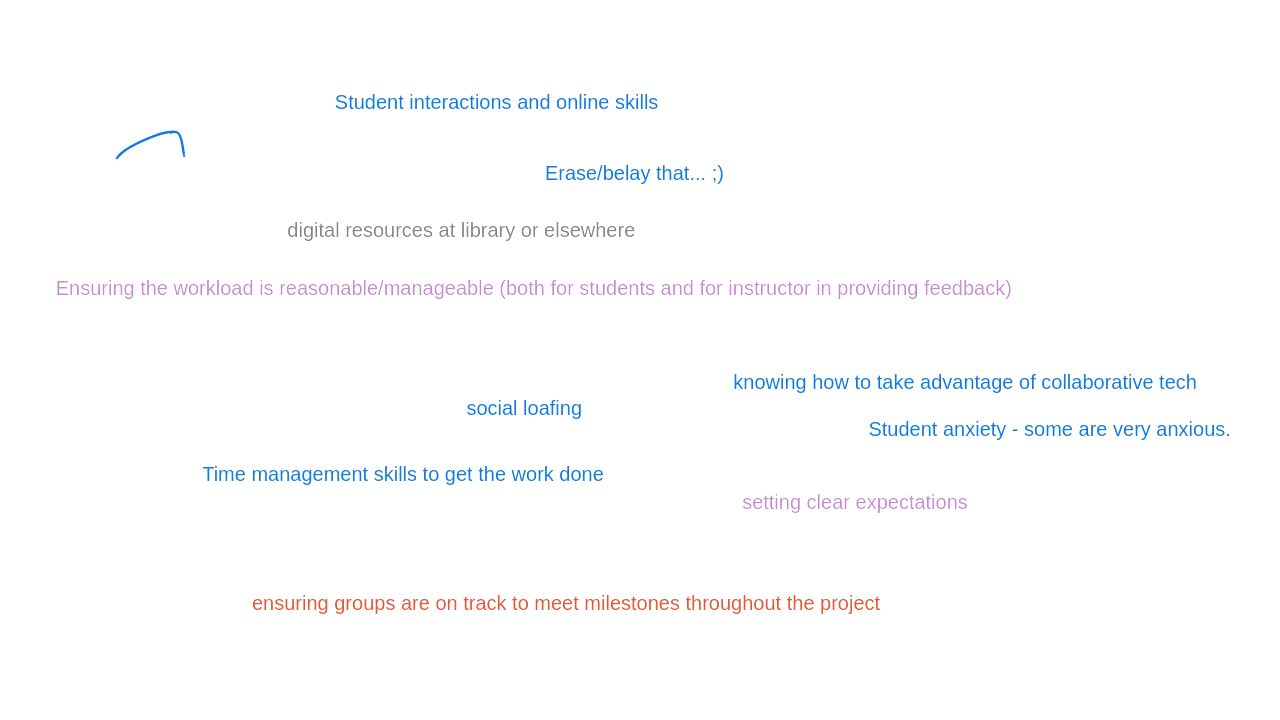 Student interactions and online skills
Erase/belay that... ;)
digital resources at library or elsewhere
Ensuring the workload is reasonable/manageable (both for students and for instructor in providing feedback)
knowing how to take advantage of collaborative tech
social loafing
Student anxiety - some are very anxious.
Time management skills to get the work done
setting clear expectations
ensuring groups are on track to meet milestones throughout the project